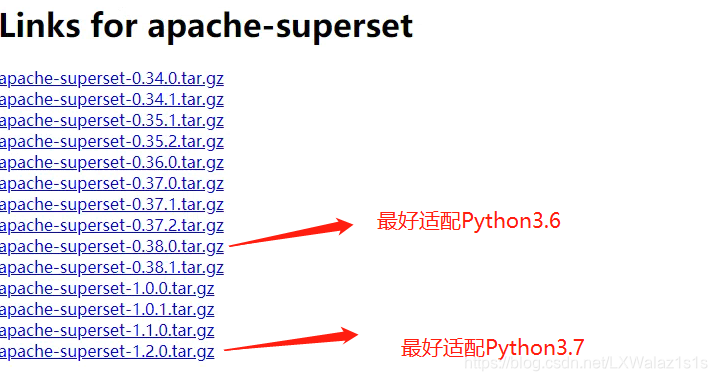 Links for apache-superset
apache-superset-0.34.0.tar.gz
apache-superset-0.34.1.tar.gz
apache-superset-0.35.1.tar.gz
apache-superset-0.35.2.tar.gz
apache-superset-0.36.0.tar.gz
apache-superset-0.37.0.tar.gz
apache-superset-0.37.1.tar.gz
apache-superset-0.37.2.tar.gz
最好适配Python3.6
apache-superset-0.38.0.tar.gz
apache-superset-0.38.1.tar.gz
apache-superset-1.0.0.tar.gz
apache-superset-1.0.1.tar.gz
apache-superset-1.1.0.tar.gz
apache-superset-1.2.0.tar.gz
最好适配Python3.7
https://blog.csdn.net/LXWalaz1s1s